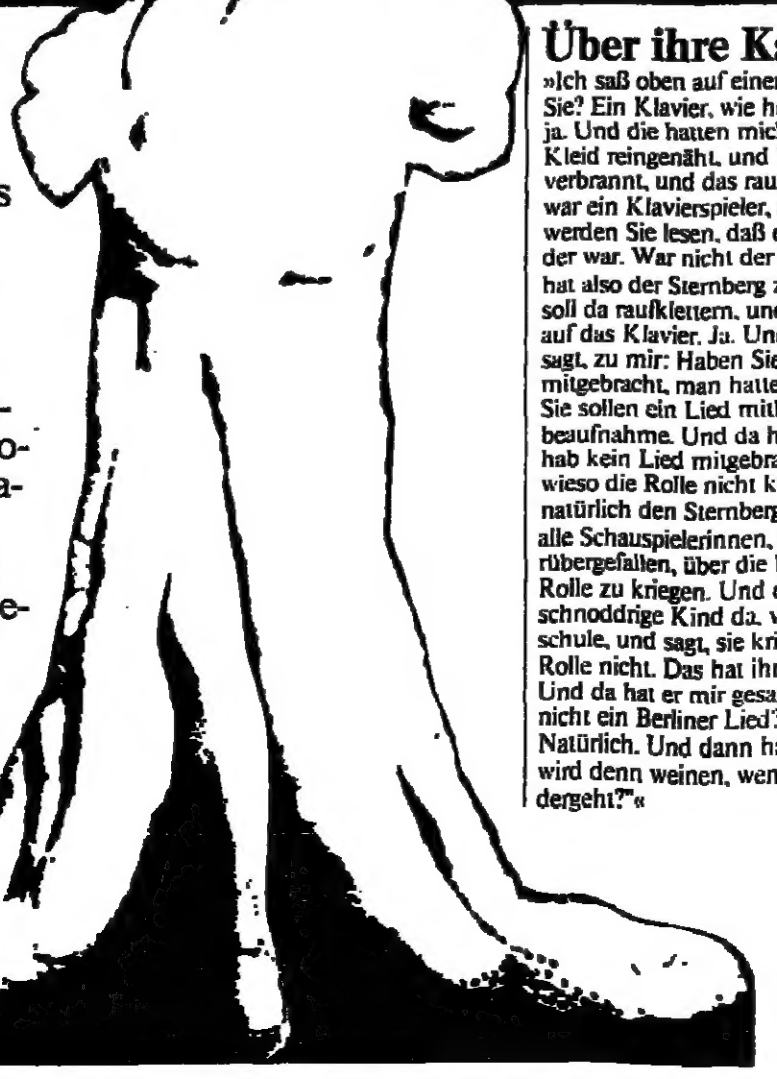 s
-
o-
a-
e-
Über ihre Ka
»Ich saß oben auf einer
Sie? Ein Klavier, wie h
ja. Und die hatten mic
Kleid reingenäht, und
verbrannt, und das rau
war ein Klavierspieler,
werden Sie lesen, daß e
der war. War nicht der
hat also der Sternberg z
soll da raufklettern, und
auf das Klavier. Ja. Und
sagt, zu mir: Haben Sie
mitgebracht, man hatte
Sie sollen ein Lied mit
beaufnahme. Und da h
hab kein Lied mitgebra
wieso die Rolle nicht k
natürlich den Sternberg
alle Schauspielerinnen,
rübergefallen, über die
Rolle zu kriegen. Und d
schnoddrige Kind da, v
schule, und sagt, sie kri
Rolle nicht. Das hat ihn
Und da hat er mir gesa
nicht ein Berliner Lied?
Natürlich. Und dann ha
wird denn weinen, wen
dergeht?"«